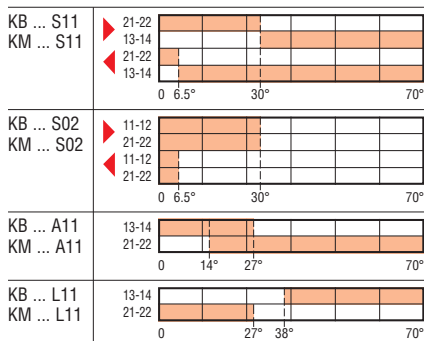 KB ... S11
KM ... S11
21-22
13-14
21-22
13-14
0 6.5° 30° 70°
KB ... S02
KM ... S02
11-12
21-22
11-12
21-22
0 6.5° 30° 70°
KB ... A11
KM ... A11
13-14
21-22
0 14° 27° 70°
KB ... L11
KM ... L11
13-14
21-22
0 27° 38° 70°